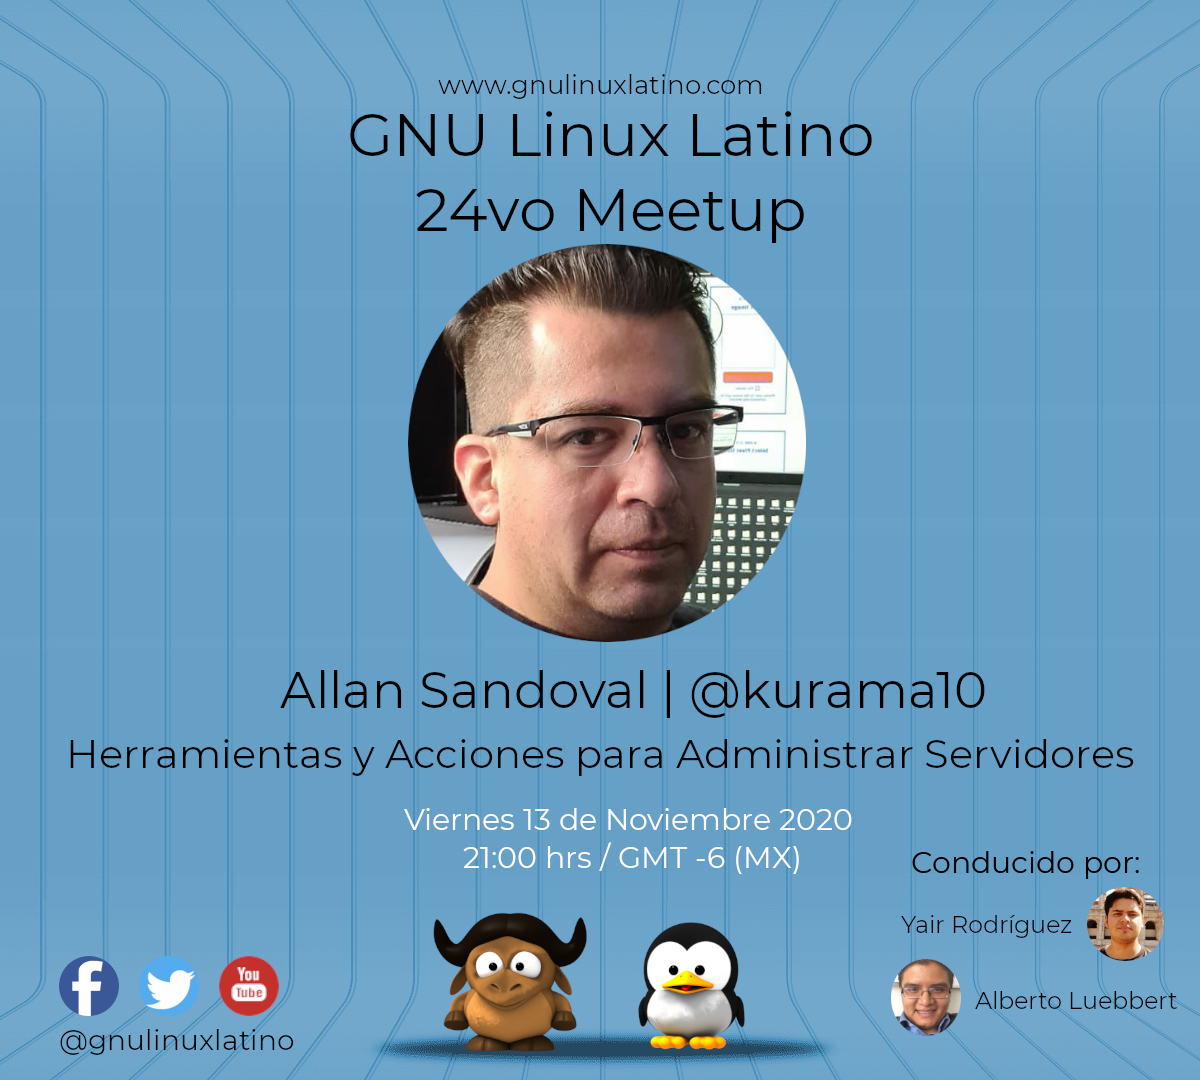 www.gnulinuxlatino.com
GNU Linux Latino
24vo Meetup
Allan Sandoval | @kurama10
Herramientas y Acciones para Administrar Servidores
Viernes 13 de Noviembre 2020
21:00 hrs / GMT -6 (MX)
Conducido por:
Yair Rodríguez
Alberto Luebbert
You
Tube
@gnulinuxlatino